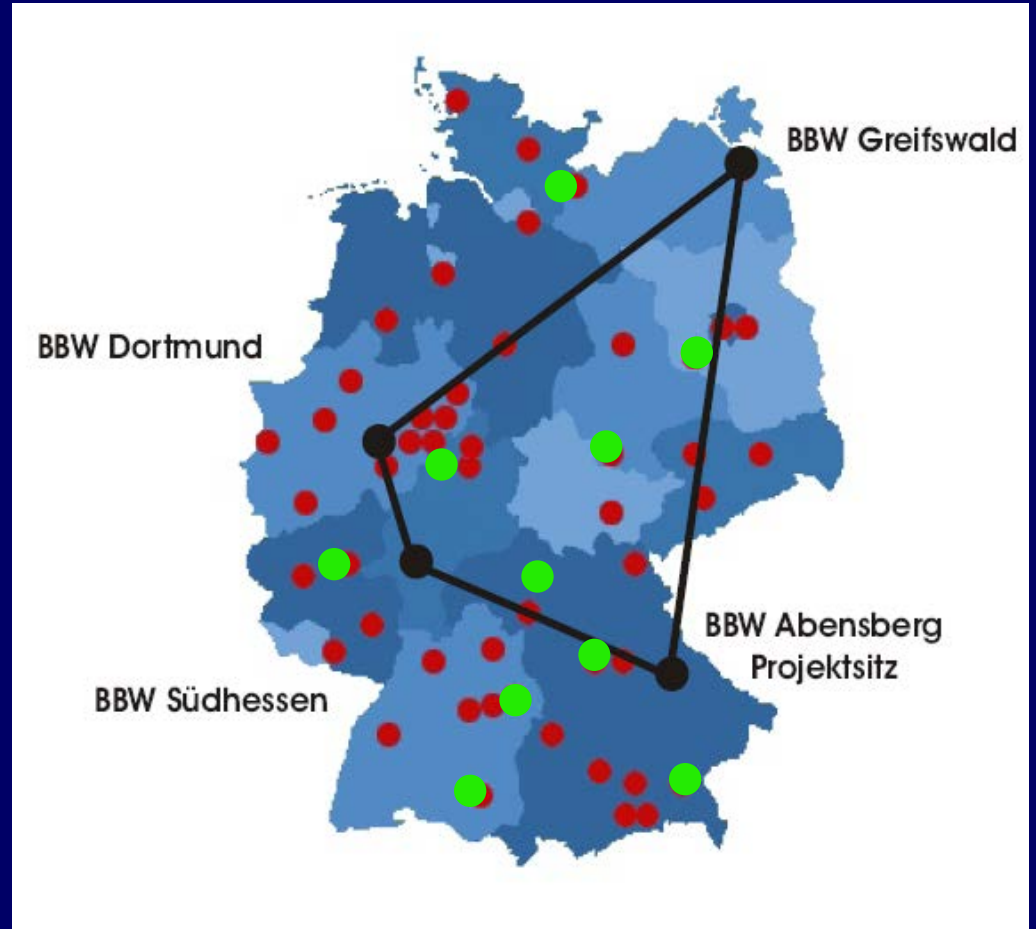 BBW Greifswald
BBW Dortmund
BBW Abensberg
Projektsitz
BBW Südhessen